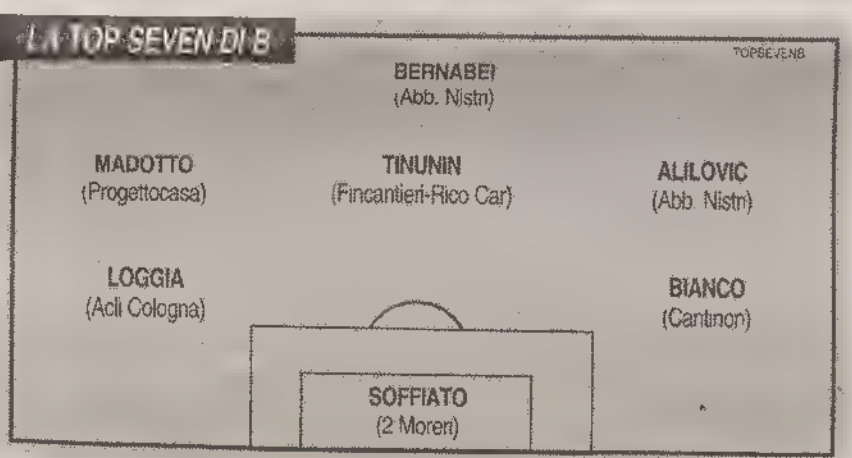 LA TOP SEVEN DI B
TOPSEVENB
BERNABEI
(Abb. Nistri)
MADOTTO
(Progettocasa)
TINUNIN
(Fincantieri-Rico Car)
ALILOVIC
(Abb. Nistri)
LOGGIA
(Acli Cologna)
BIANCO
(Cantinon)
SOFFIATO
(2 Moreri)